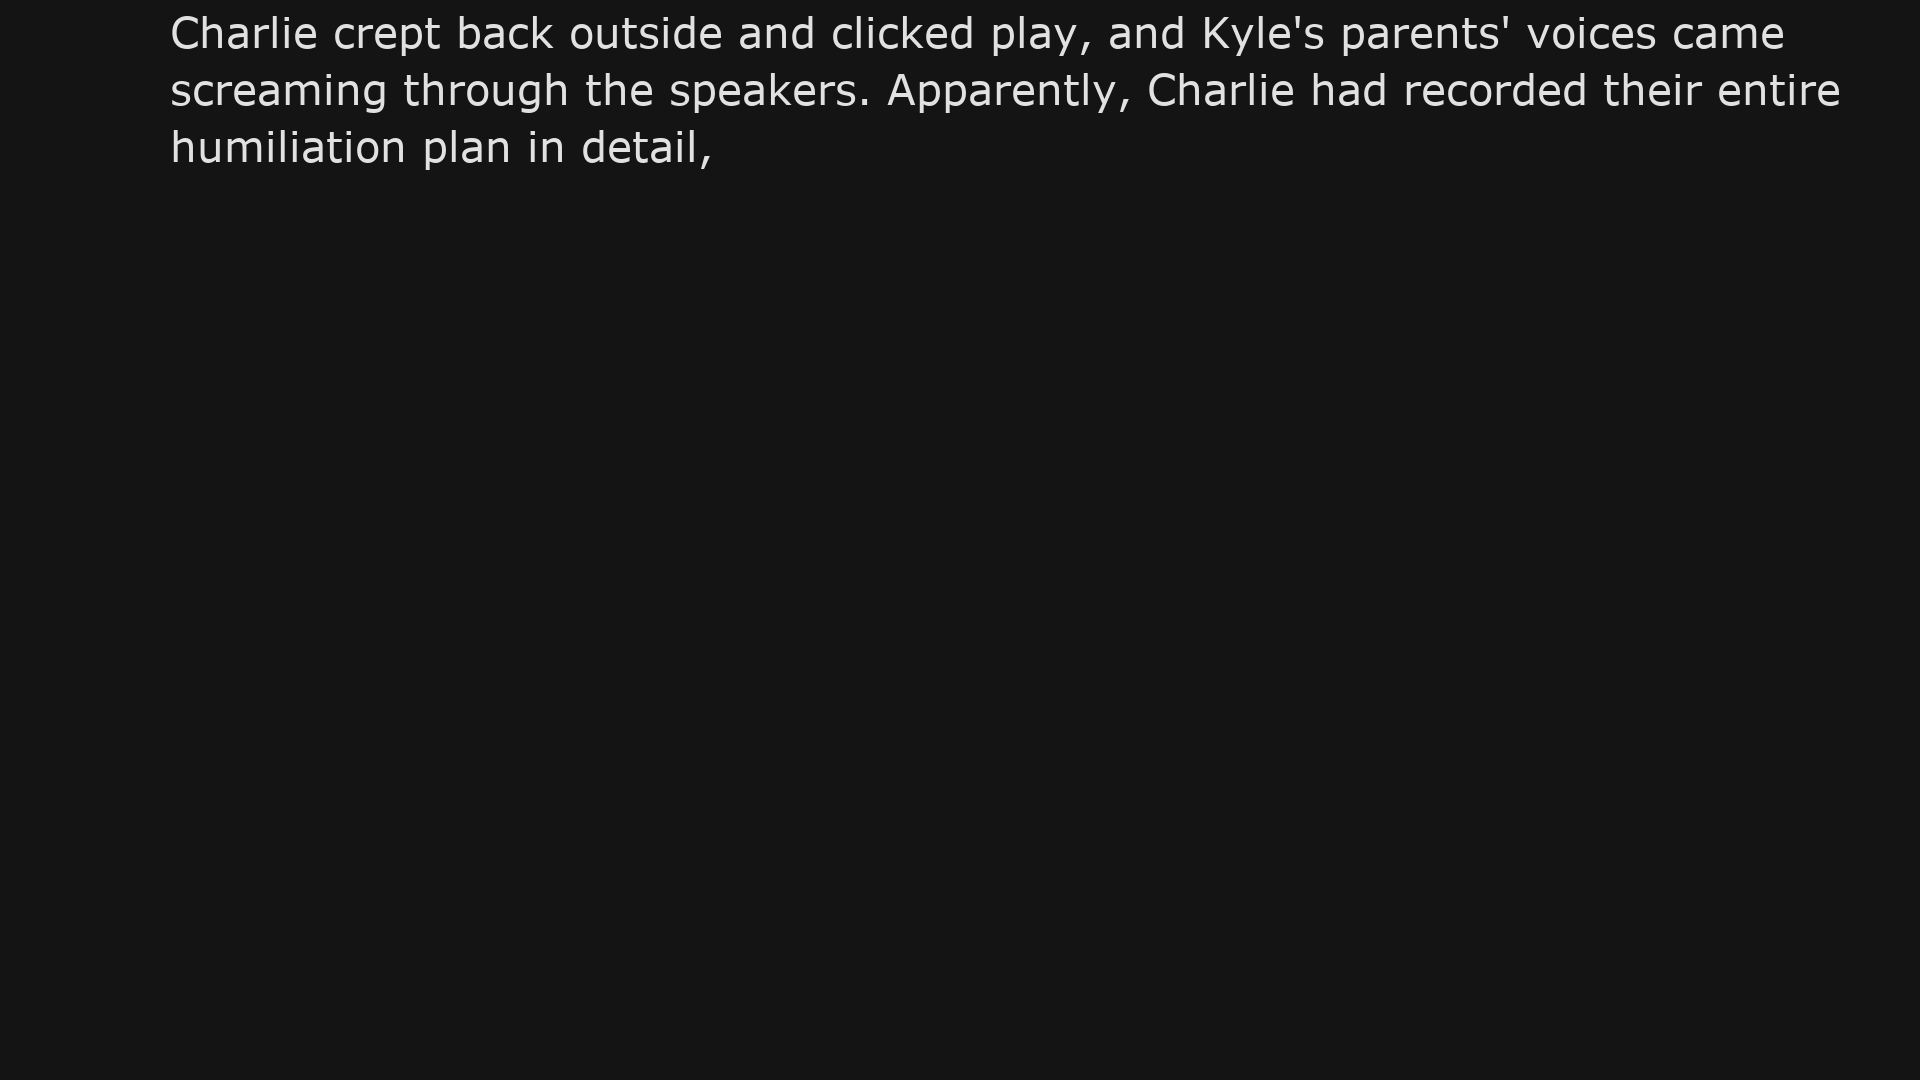 Charlie crept back outside and clicked play, and Kyle's parents' voices came
screaming through the speakers. Apparently, Charlie had recorded their entire
humiliation plan in detail,